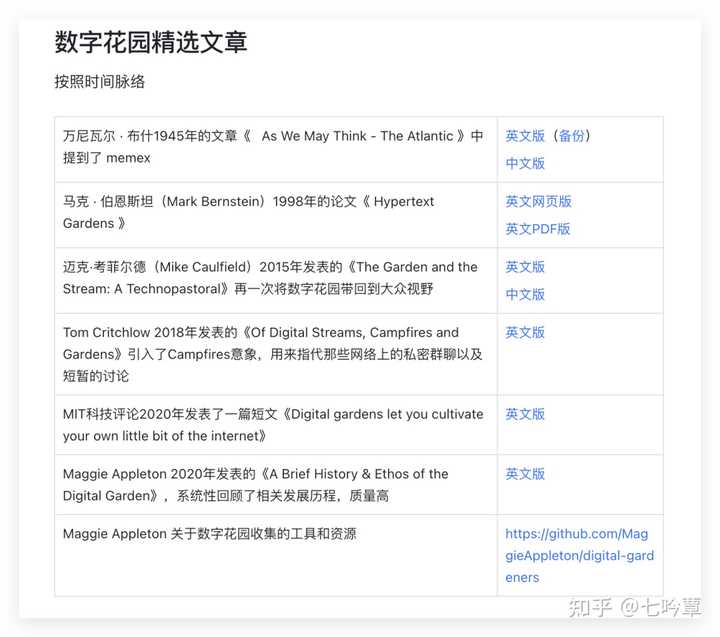 数字花园精选文章
按照时间脉络
万尼瓦尔 · 布什1945年的文章《 As We May Think - The Atlantic 》中
提到了 memex
英文版（备份）
中文版
马克 · 伯恩斯坦（Mark Bernstein）1998年的论文《 Hypertext
Gardens 》
英文网页版
英文PDF版
迈克·考菲尔德（Mike Caulfield）2015年发表的《The Garden and the
Stream: A Technopastoral》再一次将数字花园带回到大众视野
英文版
中文版
Tom Critchlow 2018年发表的《Of Digital Streams, Campfires and
Gardens》引入了Campfires意象，用来指代那些网络上的私密群聊以及
短暂的讨论
英文版
MIT科技评论2020年发表了一篇短文《Digital gardens let you cultivate
your own little bit of the internet》
英文版
Maggie Appleton 2020年发表的《A Brief History & Ethos of the
Digital Garden》，系统性回顾了相关发展历程，质量高
英文版
Maggie Appleton 关于数字花园收集的工具和资源
https://github.com/Mag
gieAppleton/digital-gard
eners
知乎 @七吟蕈